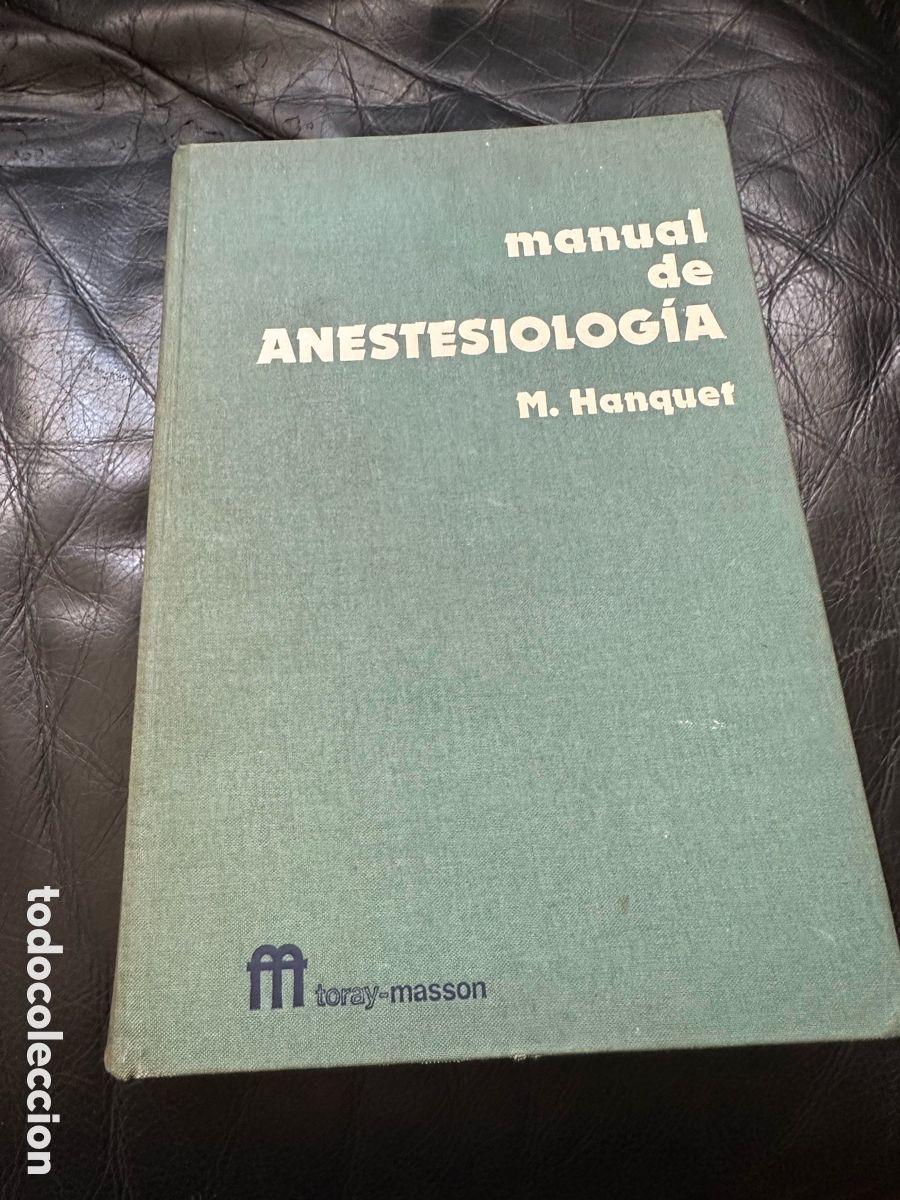 manual
de
ANESTESIOLOGÍA
M. Hanquet
toray-masson
todocoleccion